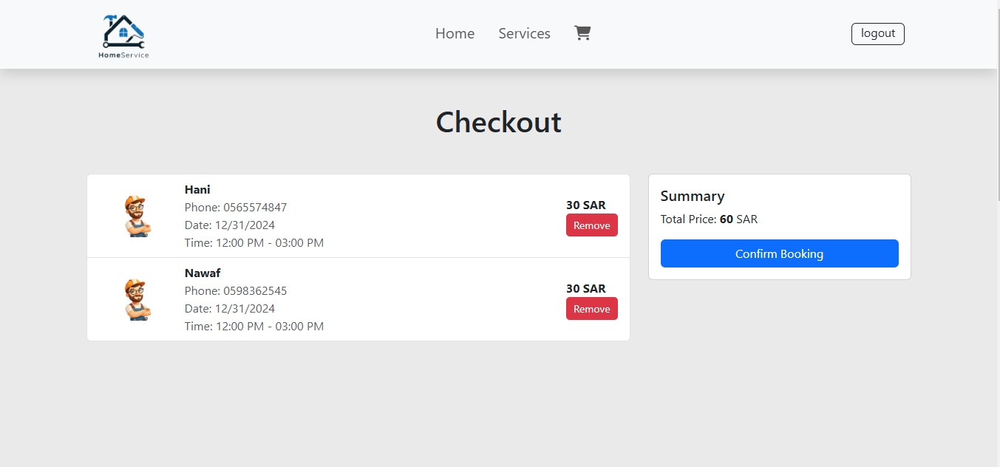 HomeService
Home
Services
logout
Checkout
Hani
Phone: 0565574847
Date: 12/31/2024
Time: 12:00 PM - 03:00 PM
30 SAR
Remove
Nawaf
Phone: 0598362545
Date: 12/31/2024
Time: 12:00 PM - 03:00 PM
30 SAR
Remove
Summary
Total Price: 60 SAR
Confirm Booking